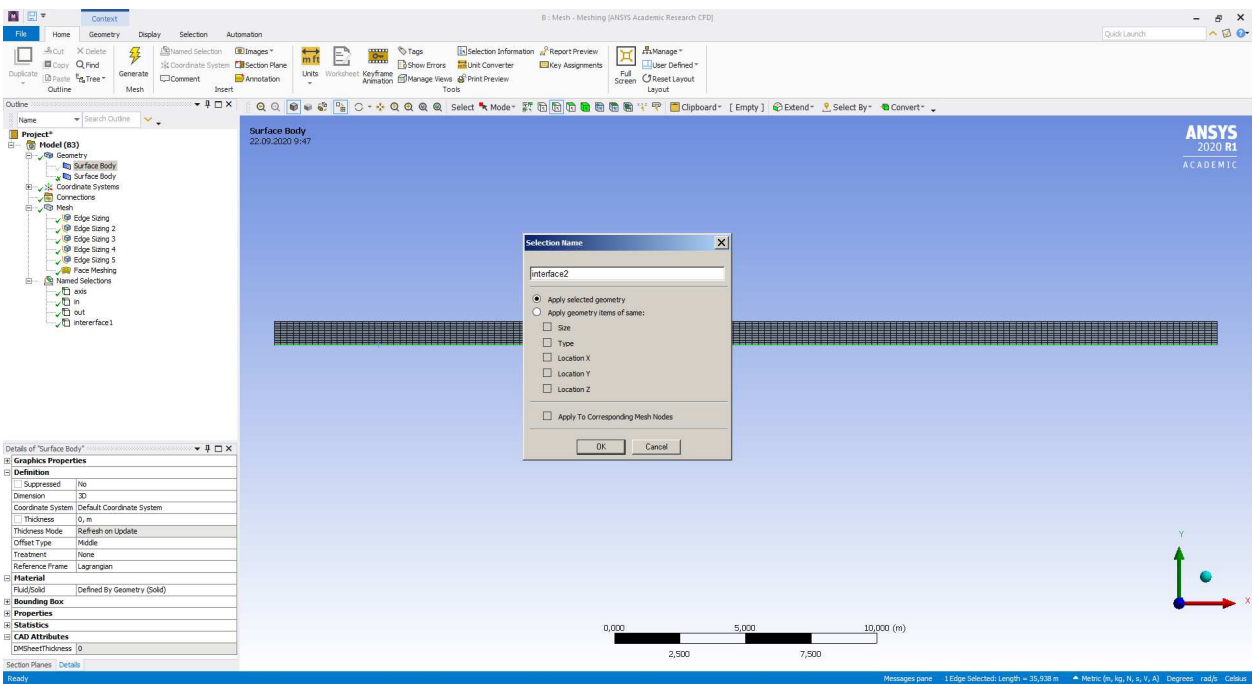 B : Mesh - Meshing [ANSYS Academic Research CFD]
Context
File Home Geometry Display Selection Automation
Quick Launch
Duplicate
Cut
Copy
Paste
Delete
Find
Tree
Outline
Generate
Mesh
Named Selection
Coordinate System
Comment
Images
Section Plane
Annotation
Insert
Units
Worksheet
Keyframe Animation
Tags
Show Errors
Manage Views
Selection Information
Unit Converter
Print Preview
Report Preview
Key Assignments
Tools
Full Screen
Manage
User Defined
Reset Layout
Layout
Outline
Name
Search Outline
Select Mode Clipboard [ Empty ] Extend Select By Convert
Project*
Model (B3)
Geometry
Surface Body
Surface Body
Coordinate Systems
Connections
Mesh
Edge Sizing
Edge Sizing 2
Edge Sizing 3
Edge Sizing 4
Edge Sizing 5
Face Meshing
Named Selections
axis
in
out
intererface1
Surface Body
22.09.2020 9:47
ANSYS
2020 R1
ACADEMIC
Selection Name
interface2
Apply selected geometry
Apply geometry items of same:
Size
Type
Location X
Location Y
Location Z
Apply To Corresponding Mesh Nodes
OK Cancel
Details of "Surface Body"
Graphics Properties
Definition
Suppressed No
Dimension 3D
Coordinate System Default Coordinate System
Thickness 0, m
Thickness Mode Refresh on Update
Offset Type Middle
Treatment None
Reference Frame Lagrangian
Material
Fluid/Solid Defined By Geometry (Solid)
Bounding Box
Properties
Statistics
CAD Attributes
DMSheetThickness 0
Section Planes Details
0,000 5,000 10,000 (m)
2,500 7,500
Y
X
Ready
Messages pane 1 Edge Selected: Length = 35,938 m Metric (m, kg, N, s, V, A) Degrees rad/s Celsius